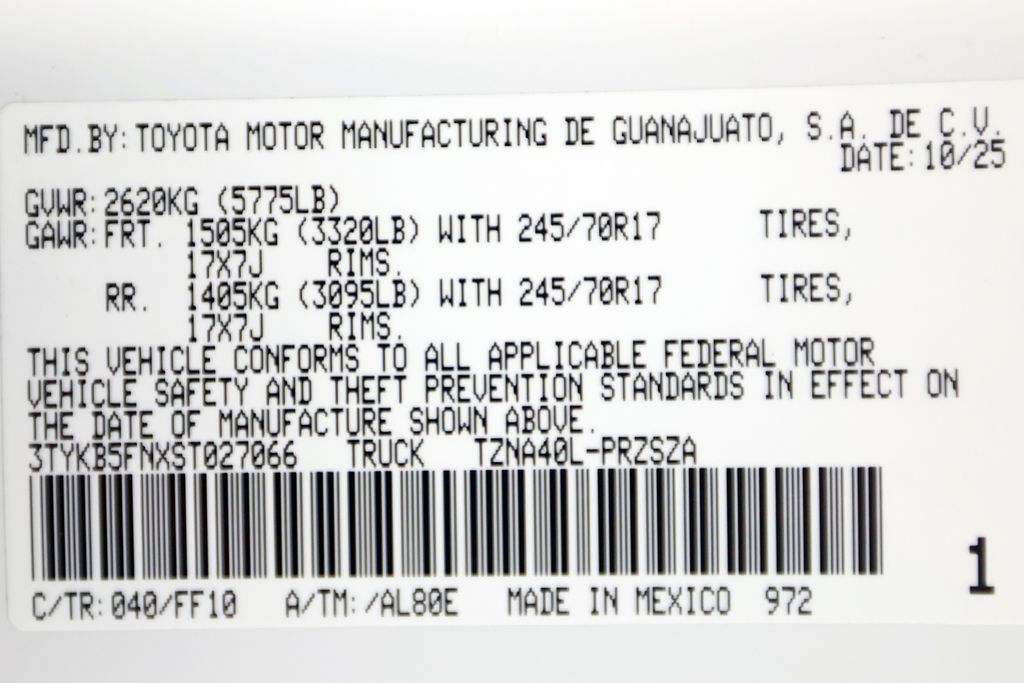 MFD.BY:TOYOTA MOTOR MANUFACTURING DE GUANAJUATO, S.A. DE C.V.
DATE:10/25
GVWR:2620KG (5775LB)
GAWR:FRT. 1505KG (3320LB) WITH 245/70R17 TIRES,
17X7J RIMS.
RR. 1405KG (3095LB) WITH 245/70R17 TIRES,
17X7J RIMS.
THIS VEHICLE CONFORMS TO ALL APPLICABLE FEDERAL MOTOR
VEHICLE SAFETY AND THEFT PREVENTION STANDARDS IN EFFECT ON
THE DATE OF MANUFACTURE SHOWN ABOVE.
3TYKB5FNXST027066 TRUCK TZNA40L-PRZSZA
1
C/TR:040/FF10 A/TM:/AL80E MADE IN MEXICO 972